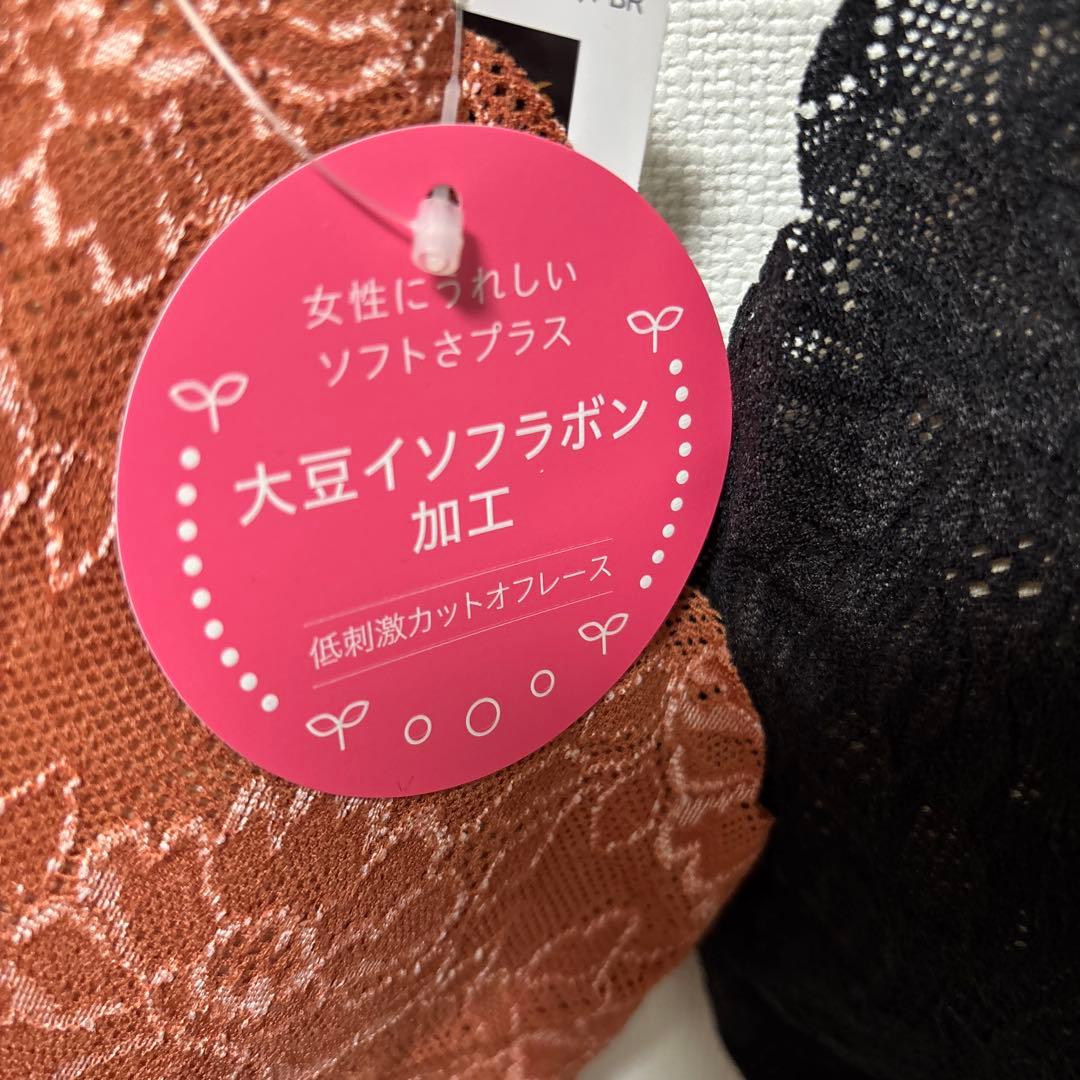 BR
女性にうれしい
ソフトさプラス
大豆イソフラボン
加工
低刺激カットオフレース